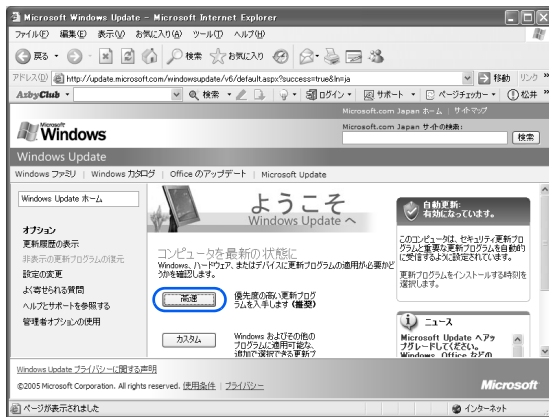 Microsoft Windows Update - Microsoft Internet Explorer
ファイル(F) 編集(E) 表示(V) お気に入り(A) ツール(T) ヘルプ(H)
戻る 検索 お気に入り
アドレス(D) http://update.microsoft.com/windowsupdate/v6/default.aspx?success=true&ln=ja 移動 リンク »
AzbyClub 検索 ログイン サポート ページチェッカー 松井 »
Microsoft.com Japan ホーム | サイトマップ
Microsoft Windows
Microsoft.com Japan サイトの検索:
検索
Windows Update
Windows ファミリ | Windows カタログ | Office のアップデート | Microsoft Update
Windows Update ホーム
オプション
更新履歴の表示
非表示の更新プログラムの復元
設定の変更
よく寄せられる質問
ヘルプとサポートを参照する
管理者オプションの使用
ようこそ
Windows Update へ
コンピュータを最新の状態に
Windows、ハードウェア、またはデバイスに更新プログラムの適用が必要かど
うかを確認します。
高速
優先度の高い更新プログ
ラムを入手します (推奨)
カスタム
Windows およびその他の
プログラムに適用可能な、
追加で選択できる更新プ
自動更新:
有効になっています。
このコンピュータは、セキュリティ更新プロ
グラムと重要な更新プログラムを自動的
に受信するように設定されています。
更新プログラムをインストールする時刻を
選択します。
ニュース
Microsoft Update へアッ
プグレードしてください。
Windows、Office などの
Windows Update プライバシーに関する声明
©2005 Microsoft Corporation. All rights reserved. 使用条件 | プライバシー
Microsoft
ページが表示されました
インターネット